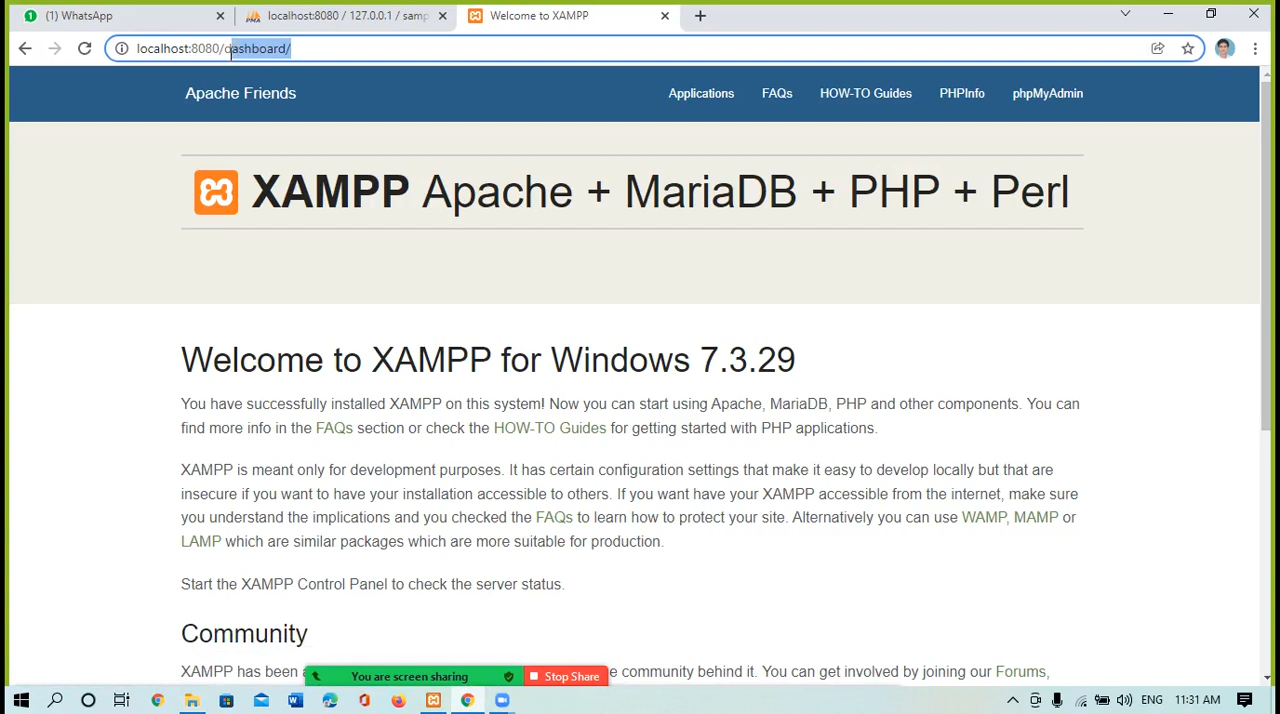 (1) WhatsApp
localhost:8080 / 127.0.0.1 / samp
Welcome to XAMPP
localhost:8080/dashboard/
Apache Friends
Applications
FAQs
HOW-TO Guides
PHPInfo
phpMyAdmin
XAMPP Apache + MariaDB + PHP + Perl
Welcome to XAMPP for Windows 7.3.29
You have successfully installed XAMPP on this system! Now you can start using Apache, MariaDB, PHP and other components. You can
find more info in the FAQs section or check the HOW-TO Guides for getting started with PHP applications.
XAMPP is meant only for development purposes. It has certain configuration settings that make it easy to develop locally but that are
insecure if you want to have your installation accessible to others. If you want have your XAMPP accessible from the internet, make sure
you understand the implications and you checked the FAQs to learn how to protect your site. Alternatively you can use WAMP, MAMP or
LAMP which are similar packages which are more suitable for production.
Start the XAMPP Control Panel to check the server status.
Community
XAMPP has been e community behind it. You can get involved by joining our Forums,
You are screen sharing
Stop Share
ENG
11:31 AM